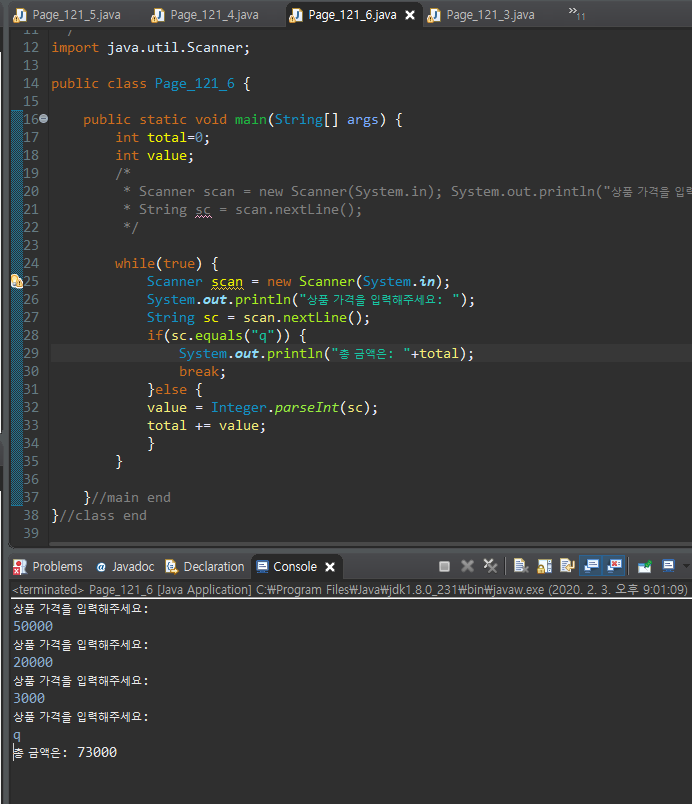 Page_121_5.java Page_121_4.java Page_121_6.java Page_121_3.java »11
11 */
12 import java.util.Scanner;
13
14 public class Page_121_6 {
15
16 public static void main(String[] args) {
17 int total=0;
18 int value;
19 /*
20 * Scanner scan = new Scanner(System.in); System.out.println("상품 가격을 입력
21 * String sc = scan.nextLine();
22 */
23
24 while(true) {
25 Scanner scan = new Scanner(System.in);
26 System.out.println("상품 가격을 입력해주세요: ");
27 String sc = scan.nextLine();
28 if(sc.equals("q")) {
29 System.out.println("총 금액은: "+total);
30 break;
31 }else {
32 value = Integer.parseInt(sc);
33 total += value;
34 }
35 }
36
37 }//main end
38 }//class end
39
Problems @ Javadoc Declaration Console
<terminated> Page_121_6 [Java Application] C:₩Program Files₩Java₩jdk1.8.0_231₩bin₩javaw.exe (2020. 2. 3. 오후 9:01:09)
상품 가격을 입력해주세요:
50000
상품 가격을 입력해주세요:
20000
상품 가격을 입력해주세요:
3000
상품 가격을 입력해주세요:
q
총 금액은: 73000